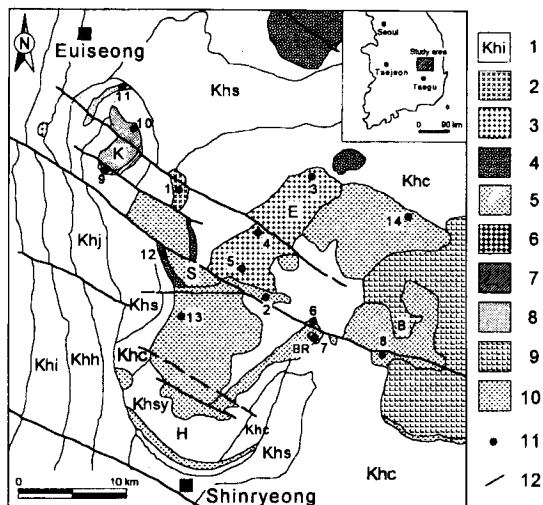 N
Euiseong
Seoul
Study area
Taejeon
Taegu
0 90 km
Khs
11
10
K
9
1
3
Khc
E
14
4
Khj
12
S
5
2
Khs
13
6
B
BR
7
8
Khi
Khh
Khc
Khsy
H
Khc
Khs
Khc
0 10 km
Shinryeong
Khi 1
2
3
4
5
6
7
8
9
10
11
12